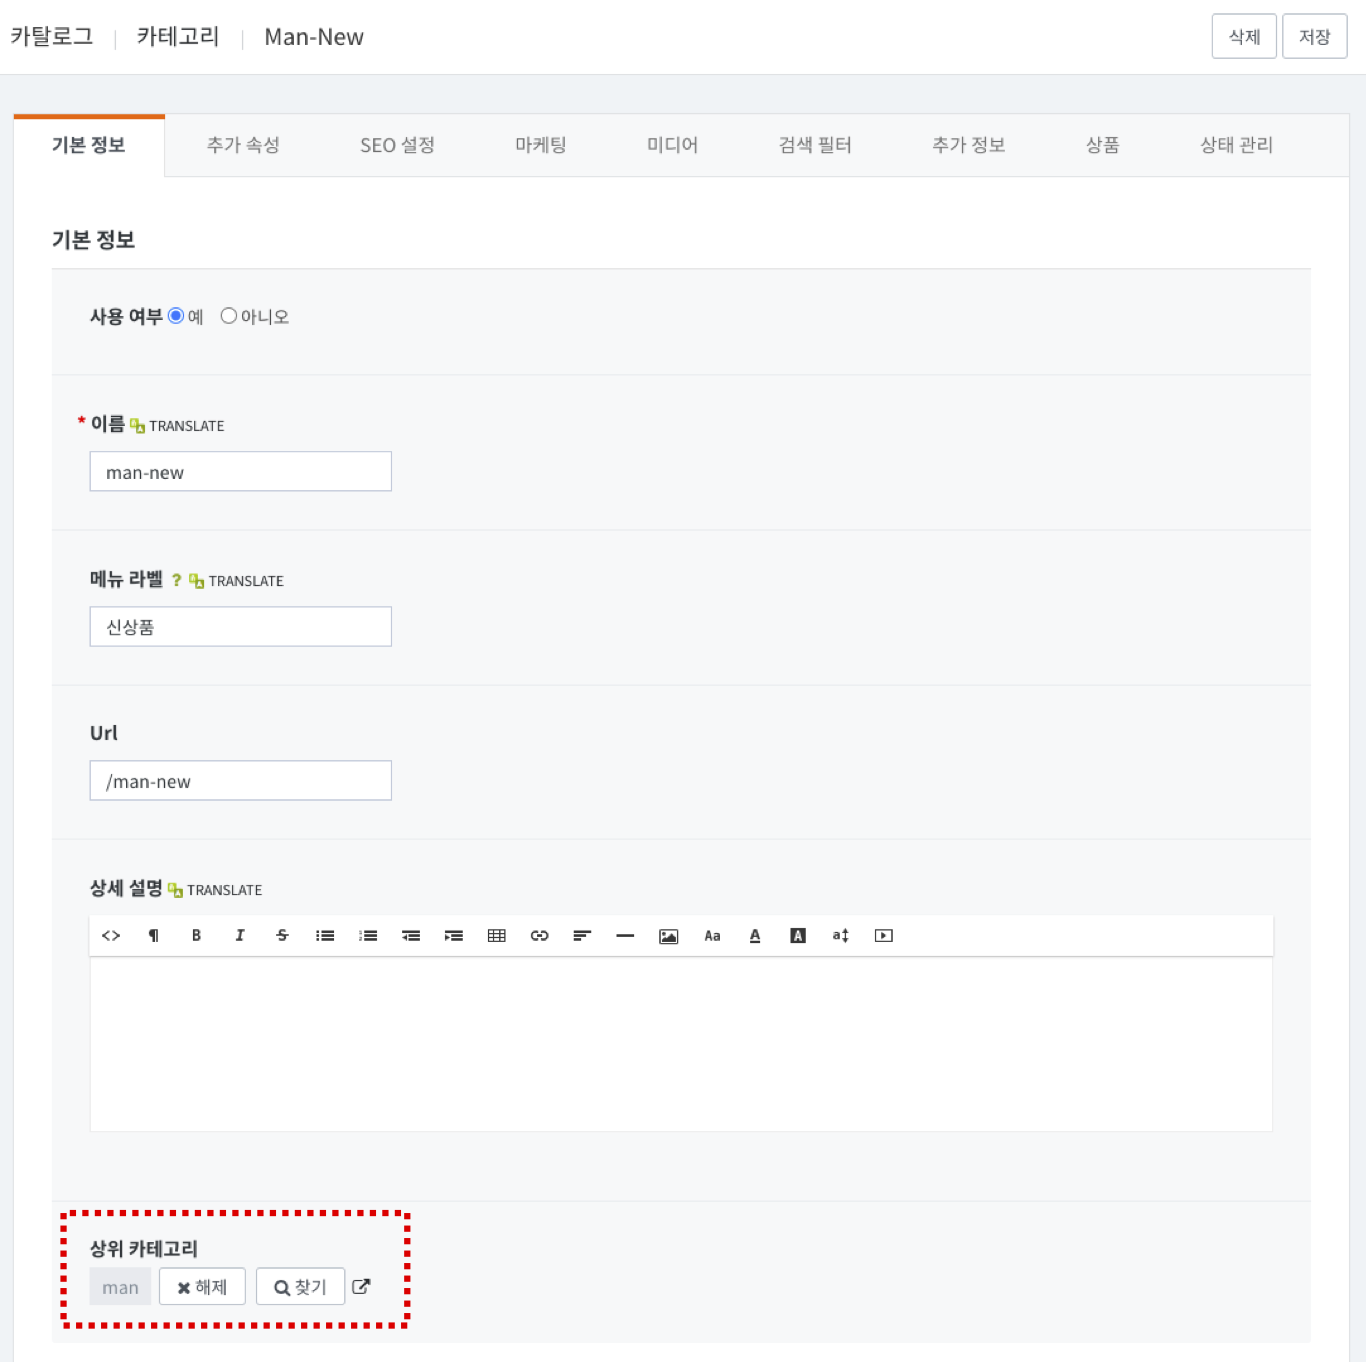 카탈로그 | 카테고리 | Man-New
삭제 저장
기본 정보 추가 속성 SEO 설정 마케팅 미디어 검색 필터 추가 정보 상품 상태 관리
기본 정보
사용 여부 예 아니오
* 이름 TRANSLATE
man-new
메뉴 라벨 ? TRANSLATE
신상품
Url
/man-new
상세 설명 TRANSLATE
<> ¶ B I S Aa A A a
상위 카테고리
man 해제 찾기